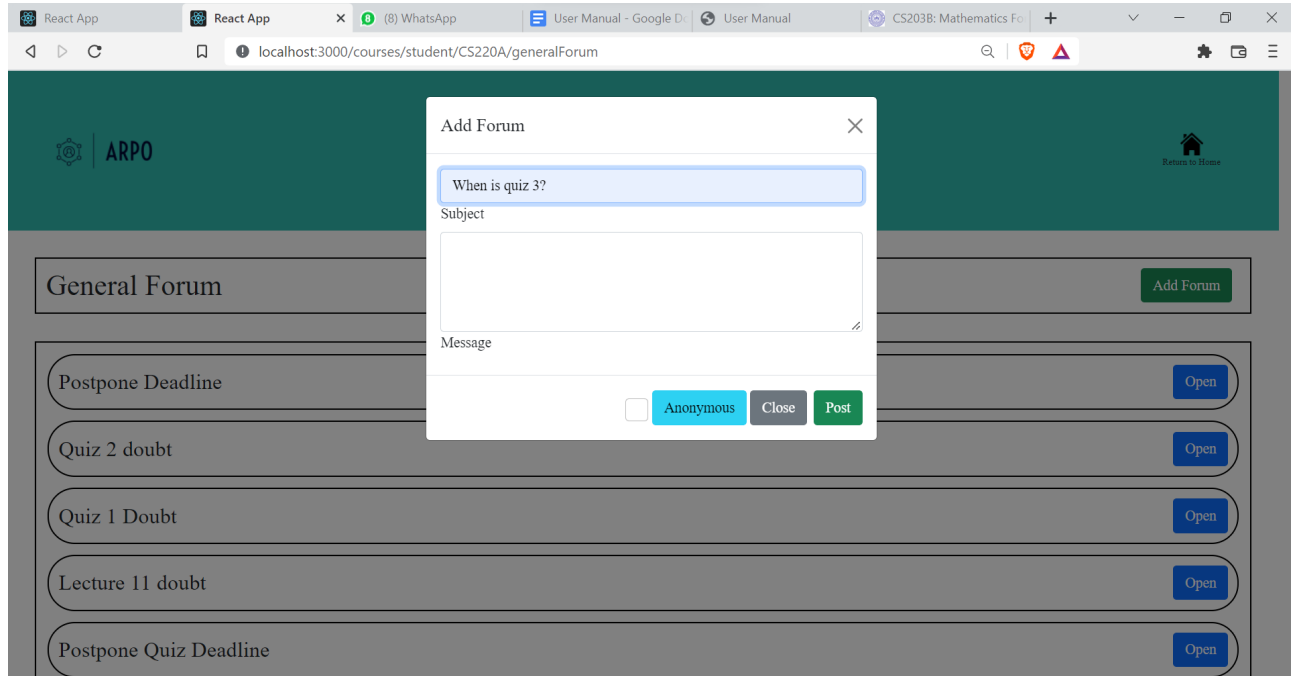 React App
React App
8 (8) WhatsApp
User Manual - Google Do
User Manual
CS203B: Mathematics Fo
localhost:3000/courses/student/CS220A/generalForum
ARPO
Return to Home
Add Forum
When is quiz 3?
Subject
Message
Anonymous Close Post
General Forum
Add Forum
Postpone Deadline Open
Quiz 2 doubt Open
Quiz 1 Doubt Open
Lecture 11 doubt Open
Postpone Quiz Deadline Open